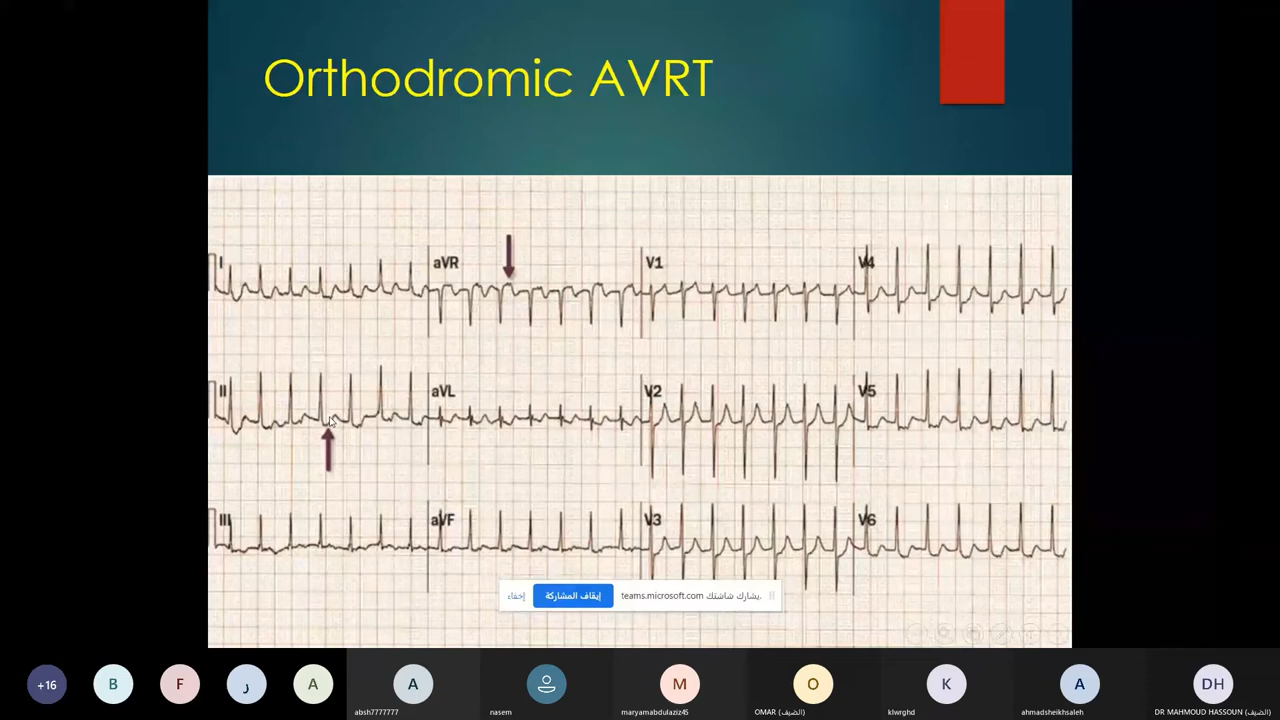 Orthodromic AVRT
I
aVR
V1
V4
II
aVL
V2
V5
III
aVF
V3
V6
إخفاء
إيقاف المشاركة
teams.microsoft.com يشارك شاشتك.
+16
B
F
ر
A
A
M
O
K
A
DH
absh7777777
nasem
maryamabdulaziz45
OMAR (الضيف)
klwrghd
ahmadsheikhsaleh
DR MAHMOUD HASSOUN (الضيف)